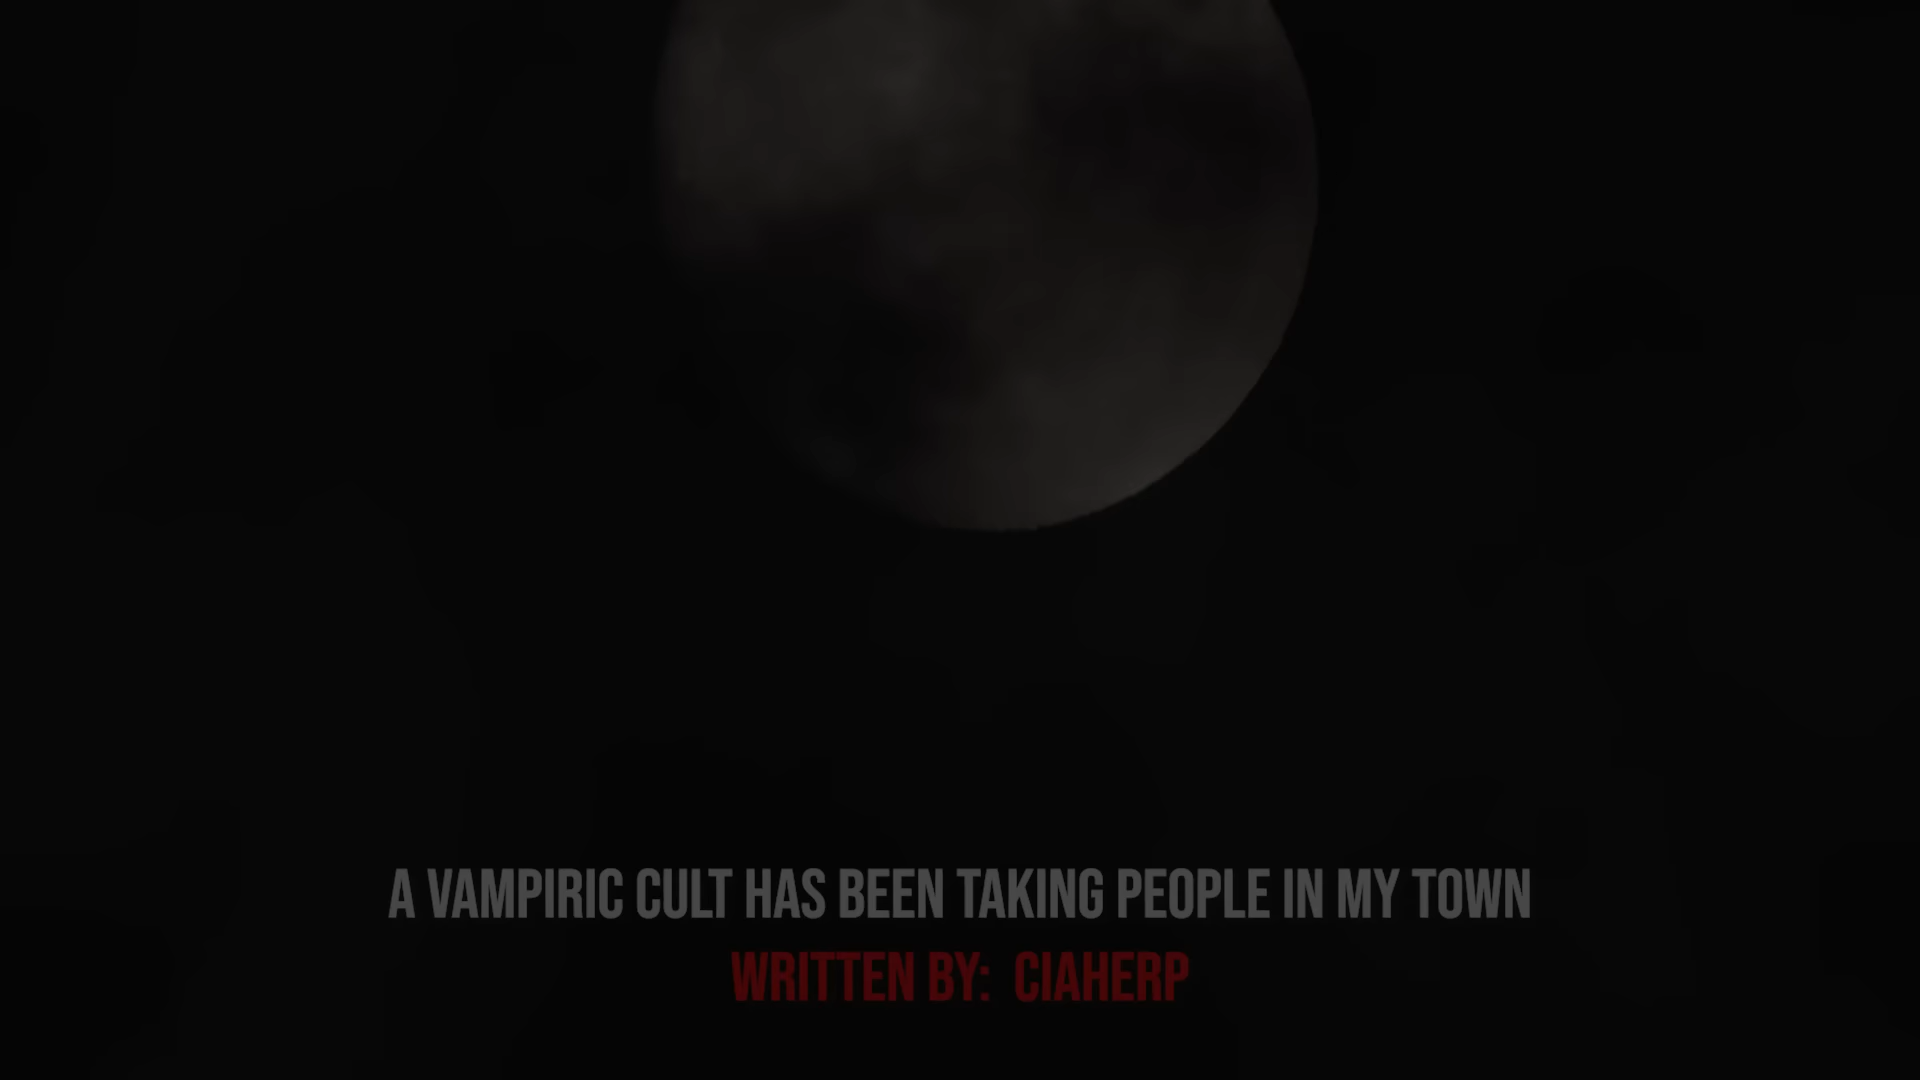 A VAMPIRIC CULT HAS BEEN TAKING PEOPLE IN MY TOWN
WRITTEN BY: CIAHERP